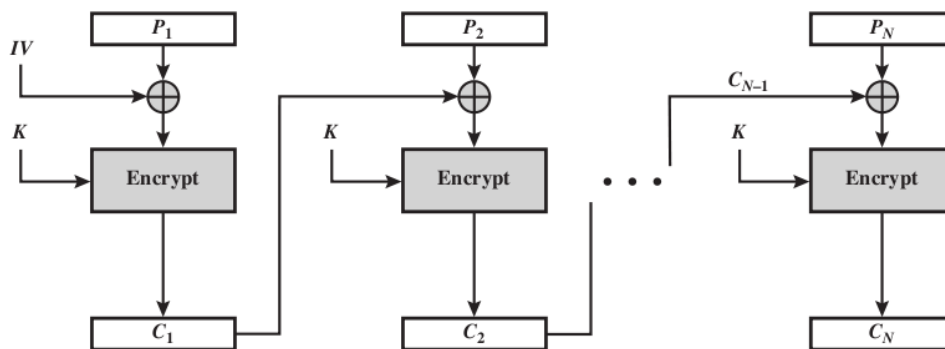 P1 P2 PN
IV
CN–1
K K K
Encrypt Encrypt Encrypt
C1 C2 CN